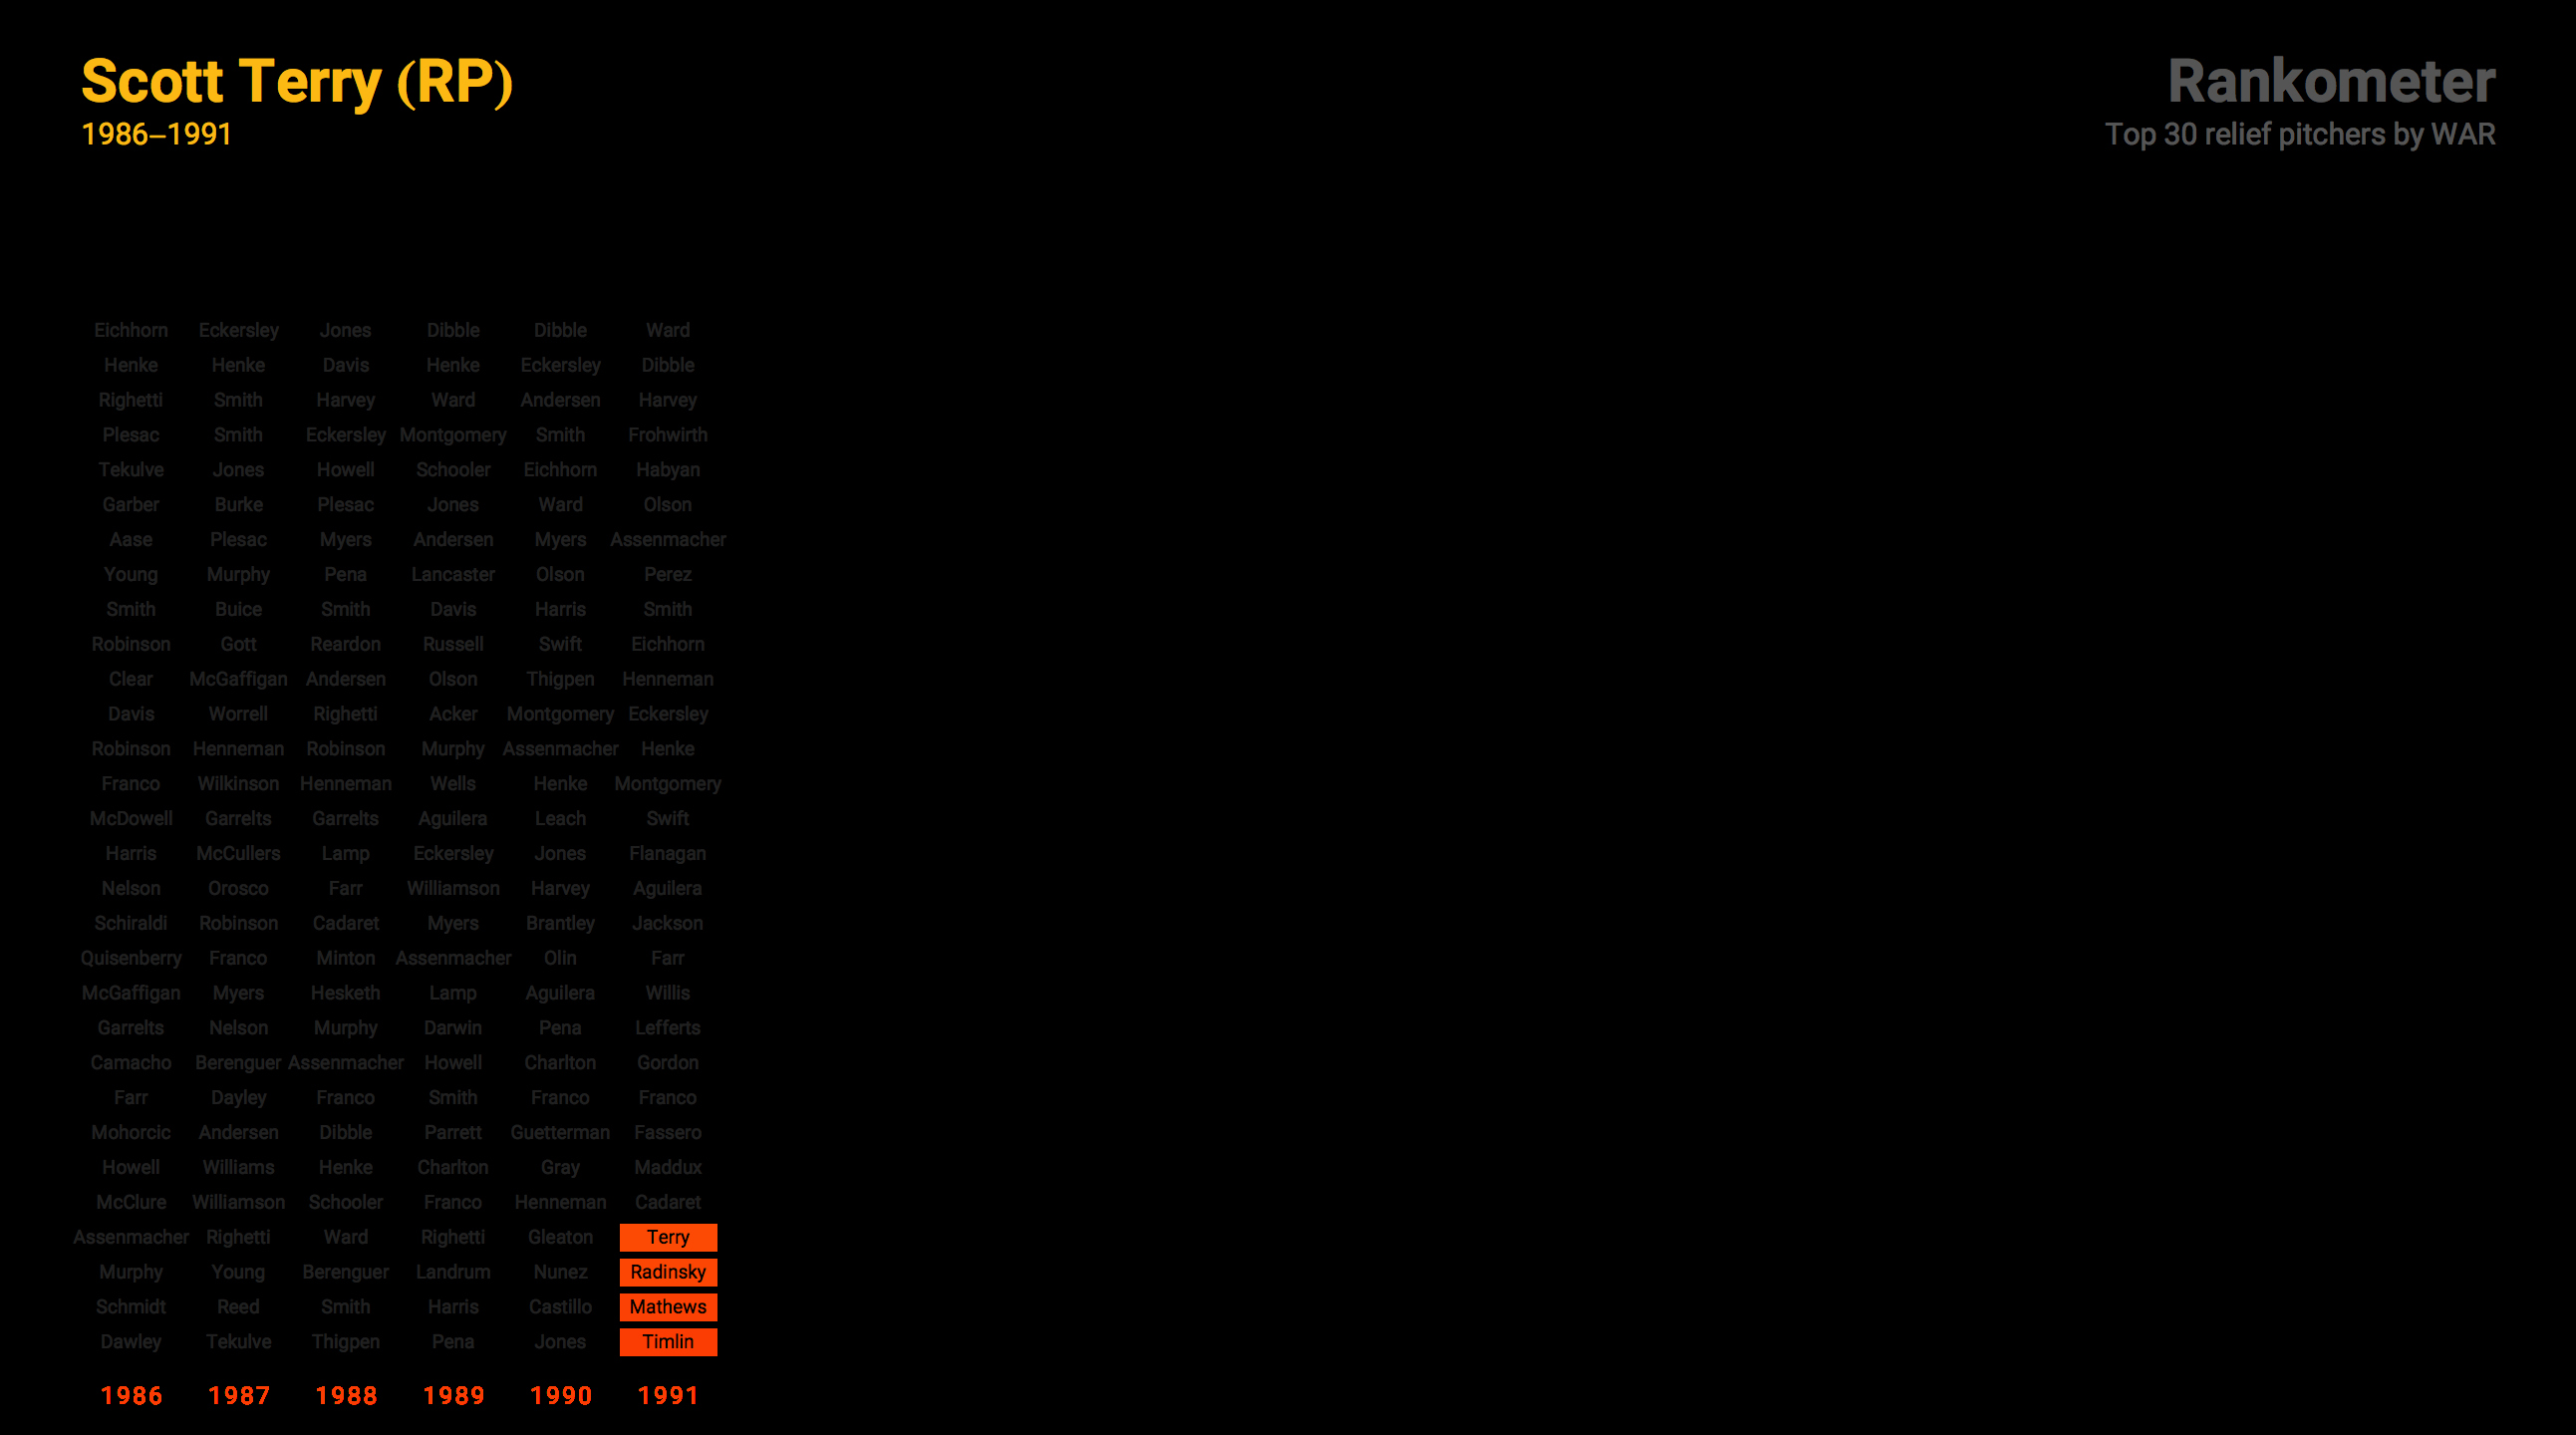 Scott Terry (RP)
1986–1991
Rankometer
Top 30 relief pitchers by WAR
Eichhorn Eckersley Jones Dibble Dibble Ward
Henke Henke Davis Henke Eckersley Dibble
Righetti Smith Harvey Ward Andersen Harvey
Plesac Smith Eckersley Montgomery Smith Frohwirth
Tekulve Jones Howell Schooler Eichhorn Habyan
Garber Burke Plesac Jones Ward Olson
Aase Plesac Myers Andersen Myers Assenmacher
Young Murphy Pena Lancaster Olson Perez
Smith Buice Smith Davis Harris Smith
Robinson Gott Reardon Russell Swift Eichhorn
Clear McGaffigan Andersen Olson Thigpen Henneman
Davis Worrell Righetti Acker Montgomery Eckersley
Robinson Henneman Robinson Murphy Assenmacher Henke
Franco Wilkinson Henneman Wells Henke Montgomery
McDowell Garrelts Garrelts Aguilera Leach Swift
Harris McCullers Lamp Eckersley Jones Flanagan
Nelson Orosco Farr Williamson Harvey Aguilera
Schiraldi Robinson Cadaret Myers Brantley Jackson
Quisenberry Franco Minton Assenmacher Olin Farr
McGaffigan Myers Hesketh Lamp Aguilera Willis
Garrelts Nelson Murphy Darwin Pena Lefferts
Camacho Berenguer Assenmacher Howell Charlton Gordon
Farr Dayley Franco Smith Franco Franco
Mohorcic Andersen Dibble Parrett Guetterman Fassero
Howell Williams Henke Charlton Gray Maddux
McClure Williamson Schooler Franco Henneman Cadaret
Assenmacher Righetti Ward Righetti Gleaton Terry
Murphy Young Berenguer Landrum Nunez Radinsky
Schmidt Reed Smith Harris Castillo Mathews
Dawley Tekulve Thigpen Pena Jones Timlin
1986 1987 1988 1989 1990 1991